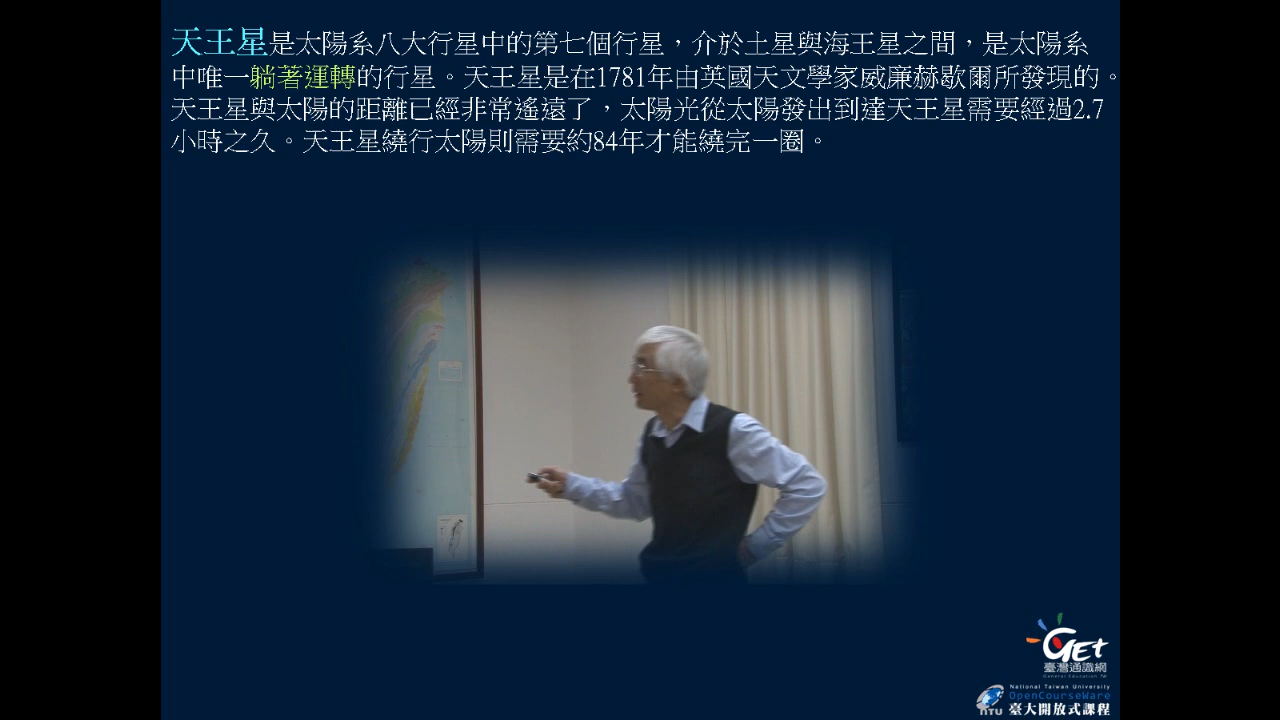 天王星是太陽系八大行星中的第七個行星，介於土星與海王星之間，是太陽系
中唯一躺著運轉的行星。天王星是在1781年由英國天文學家威廉赫歇爾所發現的。
天王星與太陽的距離已經非常遙遠了，太陽光從太陽發出到達天王星需要經過2.7
小時之久。天王星繞行太陽則需要約84年才能繞完一圈。
GET
臺灣通識網
General Education TW
National Taiwan University
OpenCourseWare
NTU 臺大開放式課程